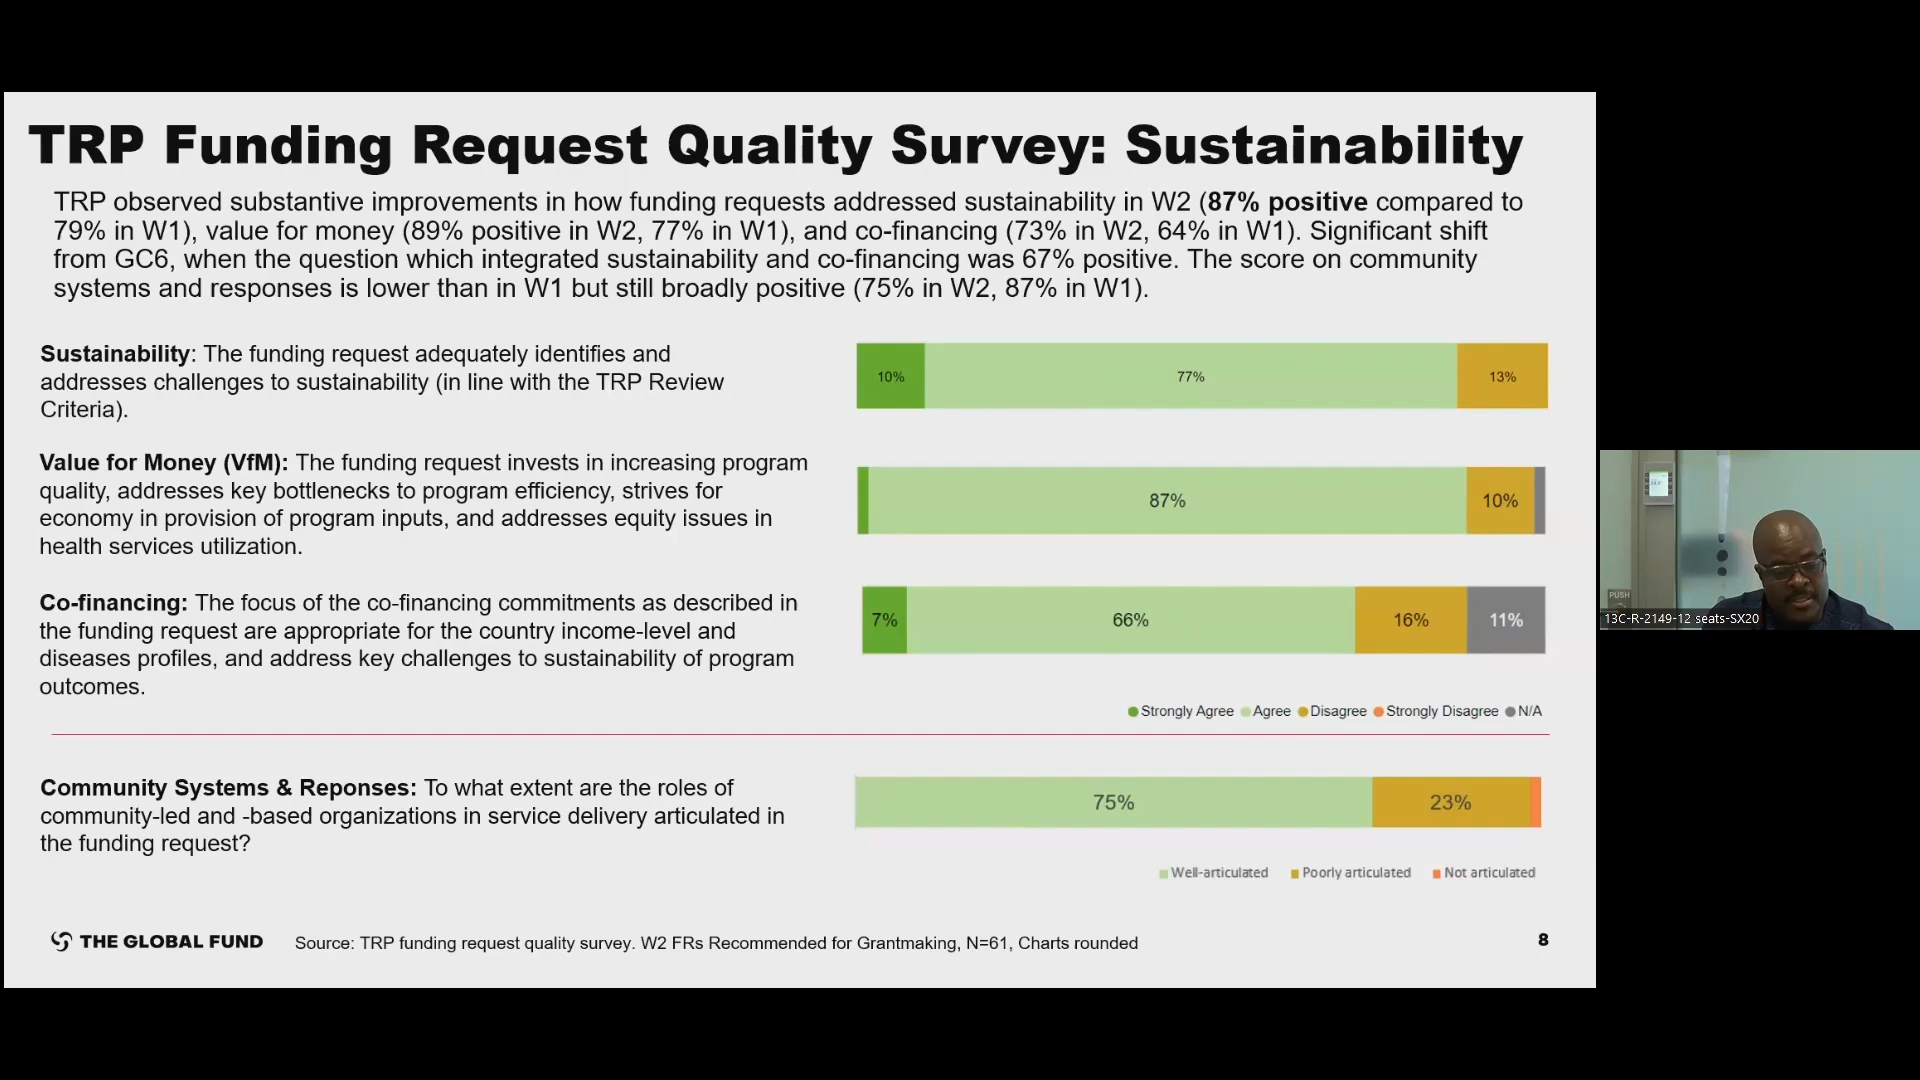 TRP Funding Request Quality Survey: Sustainability
TRP observed substantive improvements in how funding requests addressed sustainability in W2 (87% positive compared to
79% in W1), value for money (89% positive in W2, 77% in W1), and co-financing (73% in W2, 64% in W1). Significant shift
from GC6, when the question which integrated sustainability and co-financing was 67% positive. The score on community
systems and responses is lower than in W1 but still broadly positive (75% in W2, 87% in W1).
Sustainability: The funding request adequately identifies and
addresses challenges to sustainability (in line with the TRP Review
Criteria).
10% 77% 13%
Value for Money (VfM): The funding request invests in increasing program
quality, addresses key bottlenecks to program efficiency, strives for
economy in provision of program inputs, and addresses equity issues in
health services utilization.
87% 10%
Co-financing: The focus of the co-financing commitments as described in
the funding request are appropriate for the country income-level and
diseases profiles, and address key challenges to sustainability of program
outcomes.
7% 66% 16% 11%
Strongly Agree Agree Disagree Strongly Disagree N/A
Community Systems & Reponses: To what extent are the roles of
community-led and -based organizations in service delivery articulated in
the funding request?
75% 23%
Well-articulated Poorly articulated Not articulated
THE GLOBAL FUND
Source: TRP funding request quality survey. W2 FRs Recommended for Grantmaking, N=61, Charts rounded
8
PUSH
13C-R-2149-12 seats-SX20